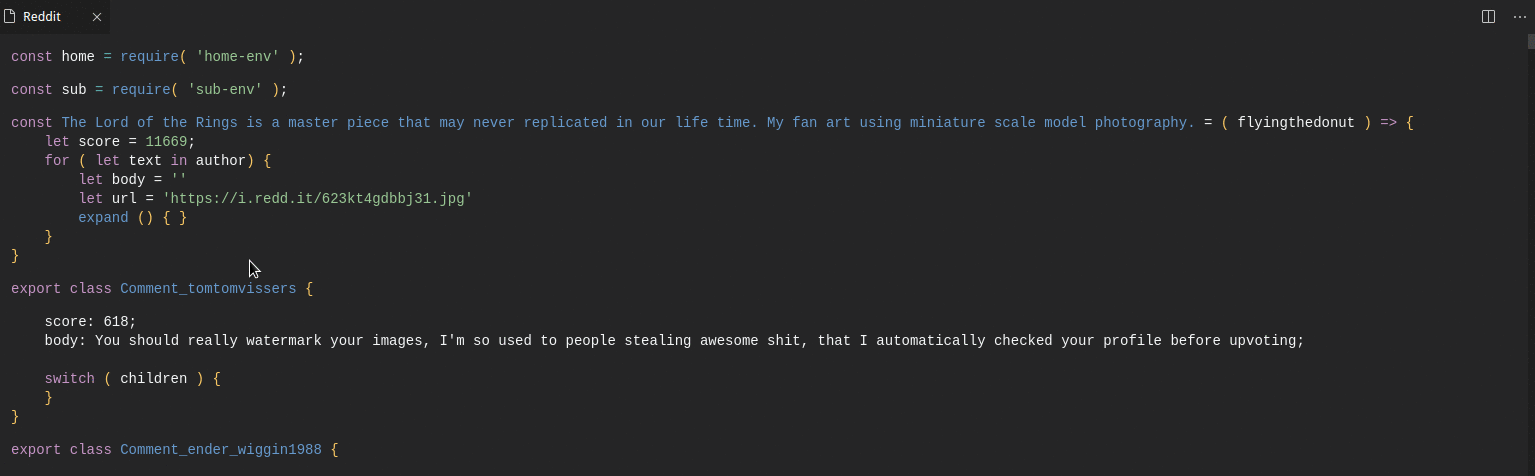 Reddit
const home = require( 'home-env' );
const sub = require( 'sub-env' );
const The Lord of the Rings is a master piece that may never replicated in our life time. My fan art using miniature scale model photography. = ( flyingthedonut ) => {
let score = 11669;
for ( let text in author) {
let body = ''
let url = 'https://i.redd.it/623kt4gdbbj31.jpg'
expand () { }
}
}
export class Comment_tomtomvissers {
score: 618;
body: You should really watermark your images, I'm so used to people stealing awesome shit, that I automatically checked your profile before upvoting;
switch ( children ) {
}
}
export class Comment_ender_wiggin1988 {